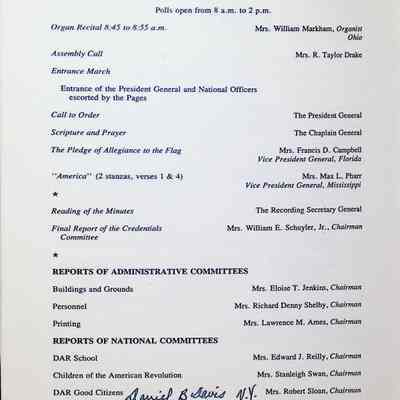 Polls open from 8 a.m. to 2 p.m.
Organ Recital 8:45 to 8:55 a.m. Mrs. William Markham, Organist
Ohio
Assembly Call Mrs. R. Taylor Drake
Entrance March
Entrance of the President General and National Officers
escorted by the Pages
Call to Order The President General
Scripture and Prayer The Chaplain General
The Pledge of Allegiance to the Flag Mrs. Francis D. Campbell
Vice President General, Florida
"America" (2 stanzas, verses 1 & 4) Mrs. Max L. Pharr
Vice President General, Mississippi
*
Reading of the Minutes The Recording Secretary General
Final Report of the Credentials Mrs. William E. Schuyler, Jr., Chairman
Committee
*
REPORTS OF ADMINISTRATIVE COMMITTEES
Buildings and Grounds Mrs. Eloise T. Jenkins, Chairman
Personnel Mrs. Richard Denny Shelby, Chairman
Printing Mrs. Lawrence M. Ames, Chairman
REPORTS OF NATIONAL COMMITTEES
DAR School Mrs. Edward J. Reilly, Chairman
Children of the American Revolution Mrs. Stanleigh Swan, Chairman
DAR Good Citizens Daniel B Davis N.Y. Mrs. Robert Sloan, Chairman